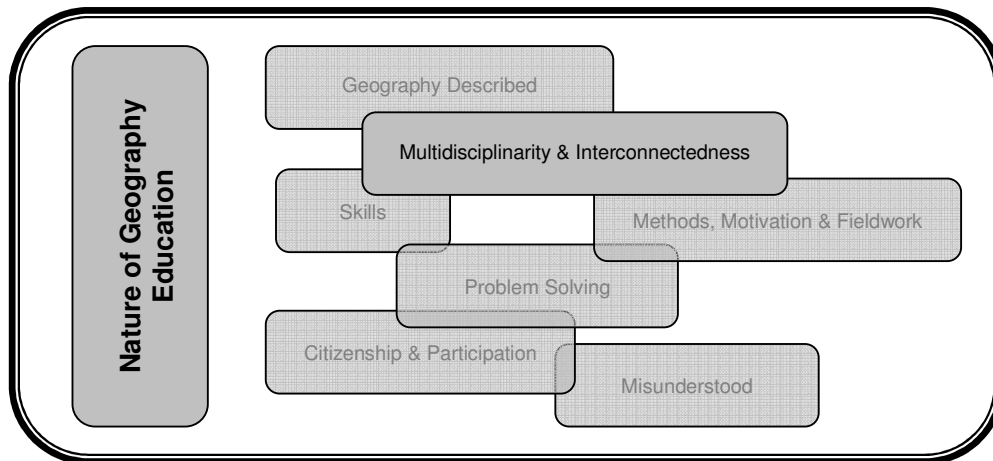 Nature of Geography
Education
Geography Described
Multidisciplinarity & Interconnectedness
Skills
Methods, Motivation & Fieldwork
Problem Solving
Citizenship & Participation
Misunderstood